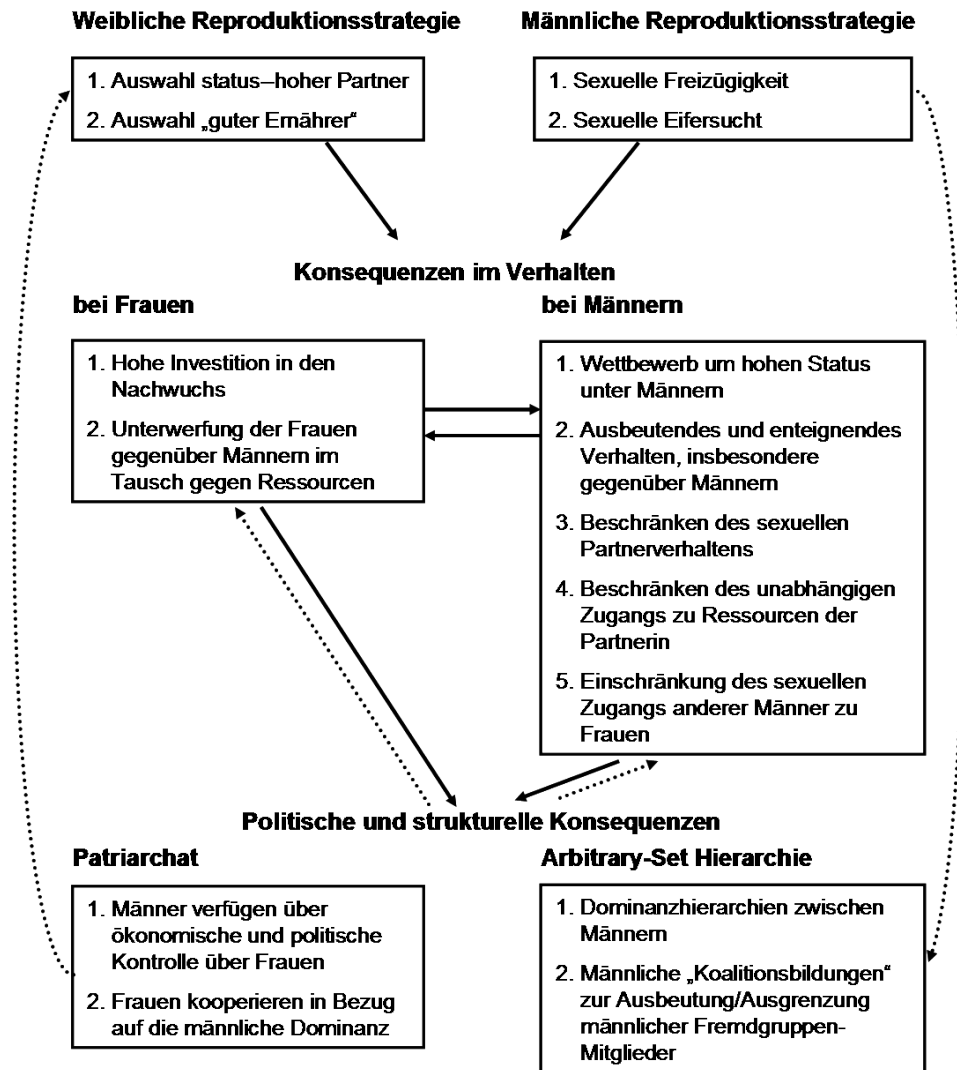 Weibliche Reproduktionsstrategie
1. Auswahl status–hoher Partner
2. Auswahl „guter Ernährer“
Männliche Reproduktionsstrategie
1. Sexuelle Freizügigkeit
2. Sexuelle Eifersucht
Konsequenzen im Verhalten
bei Frauen
1. Hohe Investition in den
Nachwuchs
2. Unterwerfung der Frauen
gegenüber Männern im
Tausch gegen Ressourcen
bei Männern
1. Wettbewerb um hohen Status
unter Männern
2. Ausbeutendes und enteignendes
Verhalten, insbesondere
gegenüber Männern
3. Beschränken des sexuellen
Partnerverhaltens
4. Beschränken des unabhängigen
Zugangs zu Ressourcen der
Partnerin
5. Einschränkung des sexuellen
Zugangs anderer Männer zu
Frauen
Politische und strukturelle Konsequenzen
Patriarchat
1. Männer verfügen über
ökonomische und politische
Kontrolle über Frauen
2. Frauen kooperieren in Bezug
auf die männliche Dominanz
Arbitrary-Set Hierarchie
1. Dominanzhierarchien zwischen
Männern
2. Männliche „Koalitionsbildungen“
zur Ausbeutung/Ausgrenzung
männlicher Fremdgruppen-
Mitglieder